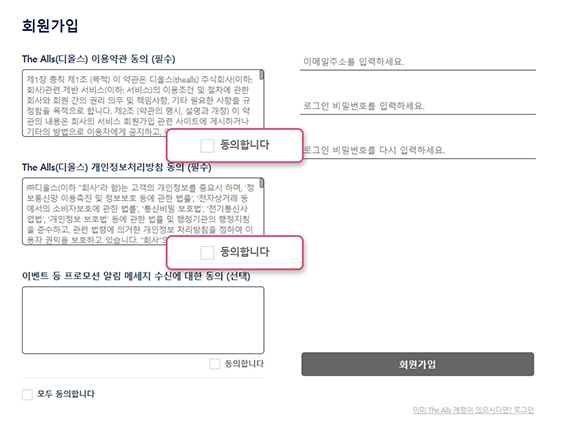 회원가입
The Alls(디올스) 이용약관 동의 (필수)
제1장 총칙 제1조 (목적) 이 약관은 디올스(thealls) 주식회사(이하:
회사)관련 제반 서비스(이하: 서비스)의 이용조건 및 절차에 관한
회사와 회원 간의 권리 의무 및 책임사항, 기타 필요한 사항을 규
정함을 목적으로 합니다. 제2조 (약관의 명시, 설명과 개정) 이 약
관의 내용은 회사의 서비스 회원가입 관련 사이트에 게시하거나
기타의 방법으로 이용자에게 공지하고,
동의합니다
The Alls(디올스) 개인정보처리방침 동의 (필수)
㈜디올스(이하 "회사"라 함)는 고객의 개인정보를 중요시 하며, '정
보통신망 이용촉진 및 정보보호 등에 관한 법률', '전자상거래 등
에서의 소비자보호에 관한 법률', '통신비밀 보호법', '전기통신사
업법', '개인정보 보호법' 등에 관한 법률 및 행정기관의 행정지침
을 준수하고, 관련 법령에 의거한 개인정보 처리방침을 정하여 이
용자 권익을 보호하고 있습니다. "회사"의
동의합니다
이벤트 등 프로모션 알림 메세지 수신에 대한 동의 (선택)
동의합니다
모두 동의합니다
이메일주소를 입력하세요.
로그인 비밀번호를 입력하세요.
로그인 비밀번호를 다시 입력하세요.
회원가입
이미 The Alls 계정이 있으시다면? 로그인